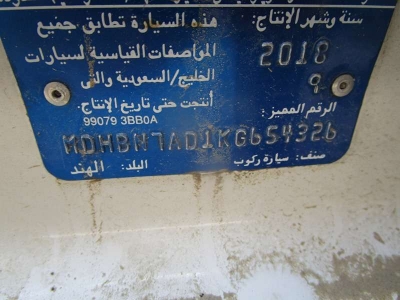 هذه السيارة تطابق جميع
المواصفات القياسية لسيارات
الخليج/السعودية والتي
أنتجت حتى تاريخ الإنتاج:
99079 3BB0A
سنة وشهر الإنتاج:
2018
9
الرقم المميز:
MDHBN7AD1KG654326
صنف: سيارة ركوب
البلد: الهند